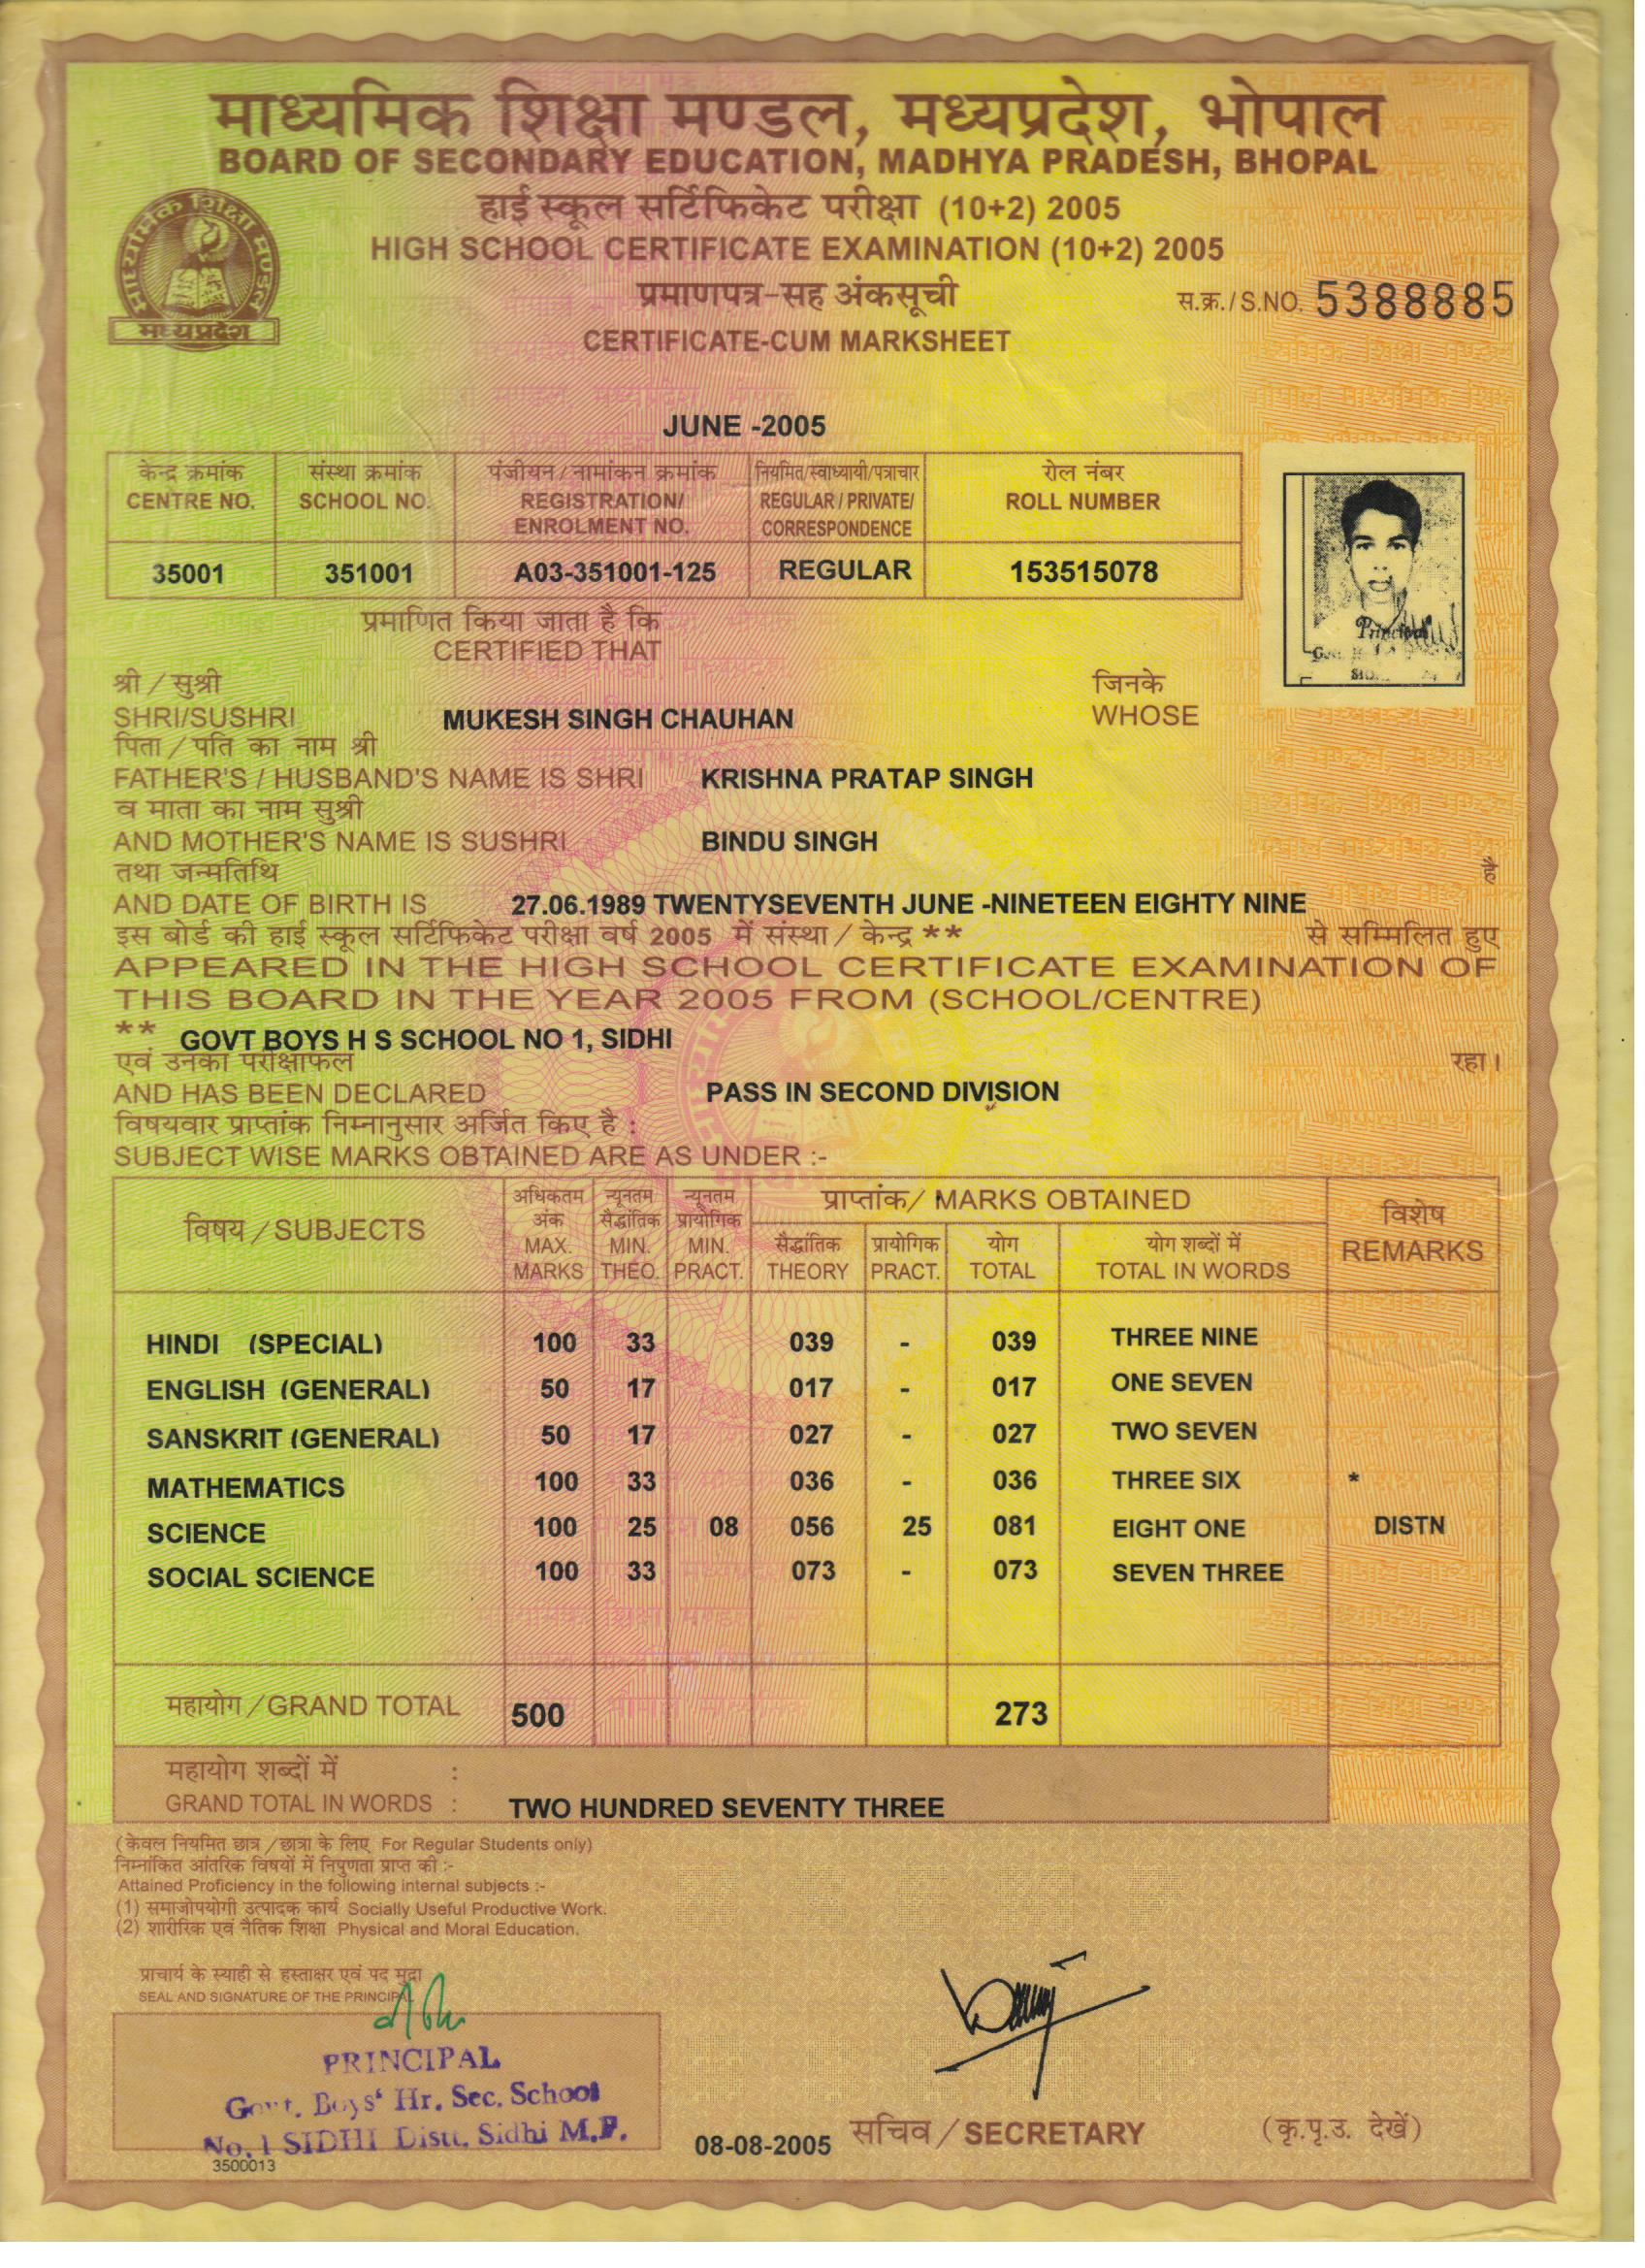 माध्यमिक शिक्षा मण्डल, मध्यप्रदेश, भोपाल
BOARD OF SECONDARY EDUCATION, MADHYA PRADESH, BHOPAL
हाई स्कूल सर्टिफिकेट परीक्षा (10+2) 2005
HIGH SCHOOL CERTIFICATE EXAMINATION (10+2) 2005
माध्यमिक शिक्षा मण्डल
मध्यप्रदेश
प्रमाणपत्र-सह अंकसूची
स.क्र./S.NO. 5388885
CERTIFICATE-CUM MARKSHEET
JUNE -2005
केन्द्र क्रमांक संस्था क्रमांक पंजीयन/नामांकन क्रमांक नियमित/स्वाध्यायी/पत्राचार रोल नंबर
CENTRE NO. SCHOOL NO. REGISTRATION/ REGULAR/PRIVATE/ ROLL NUMBER
ENROLMENT NO. CORRESPONDENCE
35001 351001 A03-351001-125 REGULAR 153515078
प्रमाणित किया जाता है कि
CERTIFIED THAT
Principal
श्री / सुश्री जिनके
SHRI/SUSHRI MUKESH SINGH CHAUHAN WHOSE
पिता / पति का नाम श्री
FATHER'S / HUSBAND'S NAME IS SHRI KRISHNA PRATAP SINGH
व माता का नाम सुश्री
AND MOTHER'S NAME IS SUSHRI BINDU SINGH
तथा जन्मतिथि है
AND DATE OF BIRTH IS 27.06.1989 TWENTYSEVENTH JUNE -NINETEEN EIGHTY NINE
इस बोर्ड की हाई स्कूल सर्टिफिकेट परीक्षा वर्ष 2005 में संस्था / केन्द्र ** से सम्मिलित हुए
APPEARED IN THE HIGH SCHOOL CERTIFICATE EXAMINATION OF
THIS BOARD IN THE YEAR 2005 FROM (SCHOOL/CENTRE)
** GOVT BOYS H S SCHOOL NO 1, SIDHI
एवं उनका परीक्षाफल रहा।
AND HAS BEEN DECLARED PASS IN SECOND DIVISION
विषयवार प्राप्तांक निम्नानुसार अर्जित किए है :
SUBJECT WISE MARKS OBTAINED ARE AS UNDER :-
विषय / SUBJECTS अधिकतम अंक MAX. MARKS न्यूनतम सैद्धांतिक MIN. THEO. न्यूनतम प्रायोगिक MIN. PRACT. प्राप्तांक/ MARKS OBTAINED विशेष REMARKS
सैद्धांतिक THEORY प्रायोगिक PRACT. योग TOTAL योग शब्दों में TOTAL IN WORDS
HINDI (SPECIAL) 100 33 039 - 039 THREE NINE
ENGLISH (GENERAL) 50 17 017 - 017 ONE SEVEN
SANSKRIT (GENERAL) 50 17 027 - 027 TWO SEVEN
MATHEMATICS 100 33 036 - 036 THREE SIX *
SCIENCE 100 25 08 056 25 081 EIGHT ONE DISTN
SOCIAL SCIENCE 100 33 073 - 073 SEVEN THREE
महायोग / GRAND TOTAL 500 273
महायोग शब्दों में :
GRAND TOTAL IN WORDS : TWO HUNDRED SEVENTY THREE
(केवल नियमित छात्र / छात्रा के लिए For Regular Students only)
निम्नांकित आंतरिक विषयों में निपुणता प्राप्त की :-
Attained Proficiency in the following internal subjects :-
(1) समाजोपयोगी उत्पादक कार्य Socially Useful Productive Work.
(2) शारीरिक एवं नैतिक शिक्षा Physical and Moral Education.
प्राचार्य के स्याही से हस्ताक्षर एवं पद मुद्रा
SEAL AND SIGNATURE OF THE PRINCIPAL
PRINCIPAL
Govt. Boys' Hr. Sec. School
No. 1 SIDHI Distt. Sidhi M.P.
3500013
08-08-2005 सचिव / SECRETARY (कृ.पृ.उ. देखें)